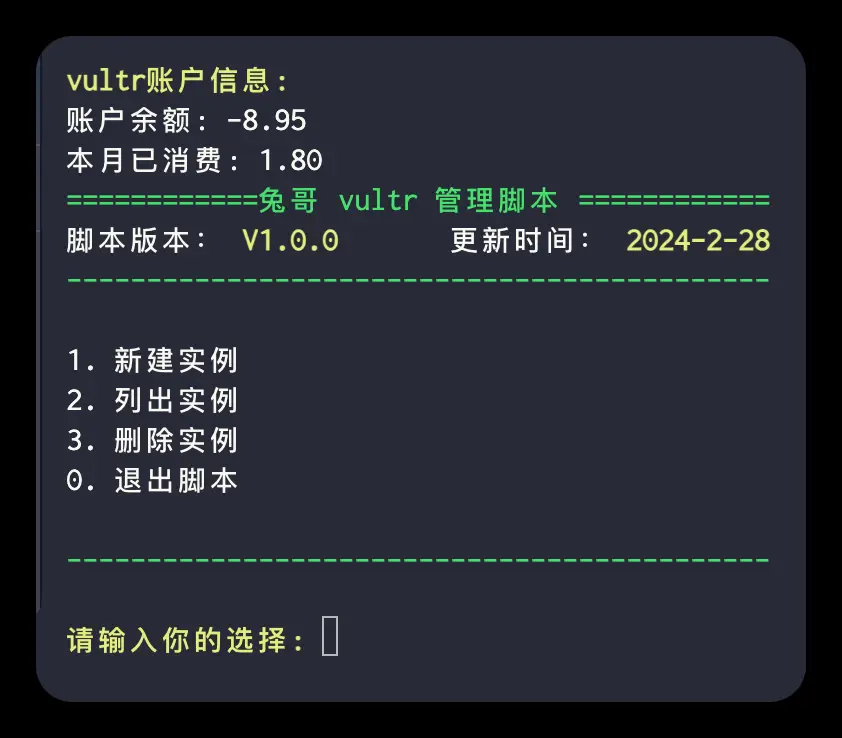 vultr账户信息:
账户余额: -8.95
本月已消费: 1.80
============兔哥 vultr 管理脚本 ============
脚本版本: V1.0.0 更新时间: 2024-2-28
--------------------------------------------
1. 新建实例
2. 列出实例
3. 删除实例
0. 退出脚本
--------------------------------------------
请输入你的选择: